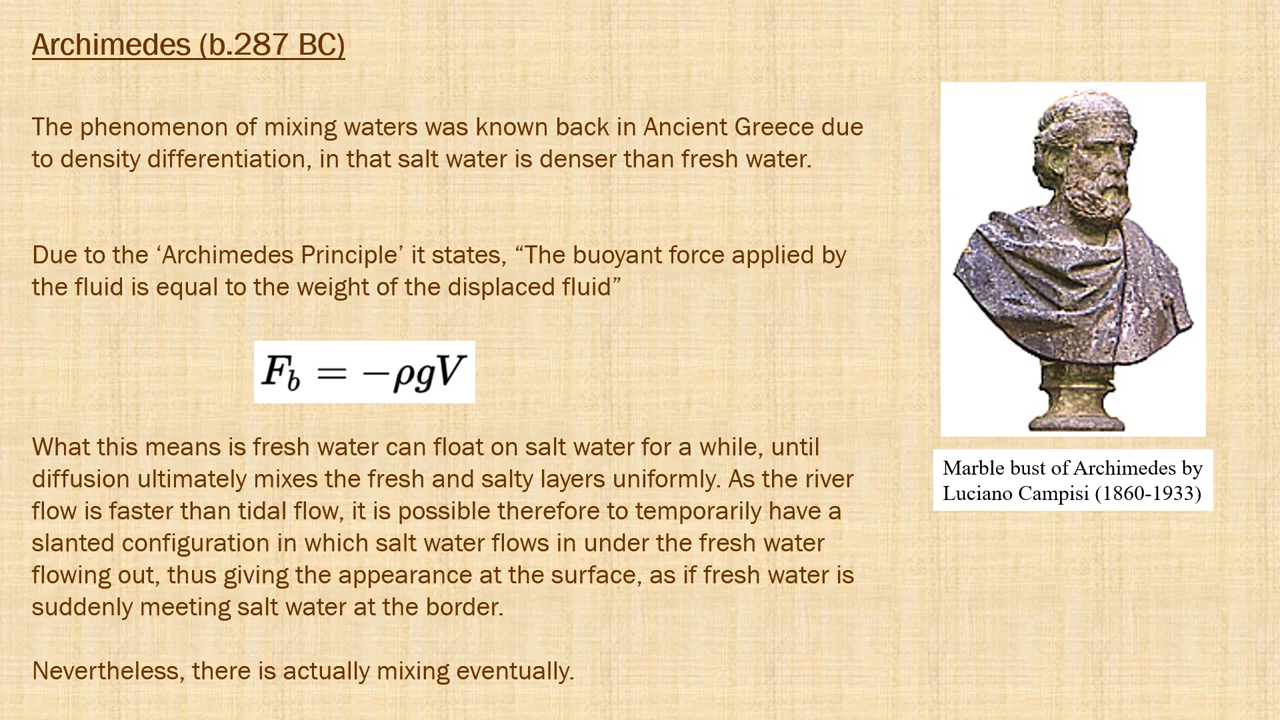 Archimedes (b.287 BC)
The phenomenon of mixing waters was known back in Ancient Greece due
to density differentiation, in that salt water is denser than fresh water.
Due to the ‘Archimedes Principle’ it states, “The buoyant force applied by
the fluid is equal to the weight of the displaced fluid”
F_b = −ρgV
What this means is fresh water can float on salt water for a while, until
diffusion ultimately mixes the fresh and salty layers uniformly. As the river
flow is faster than tidal flow, it is possible therefore to temporarily have a
slanted configuration in which salt water flows in under the fresh water
flowing out, thus giving the appearance at the surface, as if fresh water is
suddenly meeting salt water at the border.
Nevertheless, there is actually mixing eventually.
Marble bust of Archimedes by
Luciano Campisi (1860-1933)